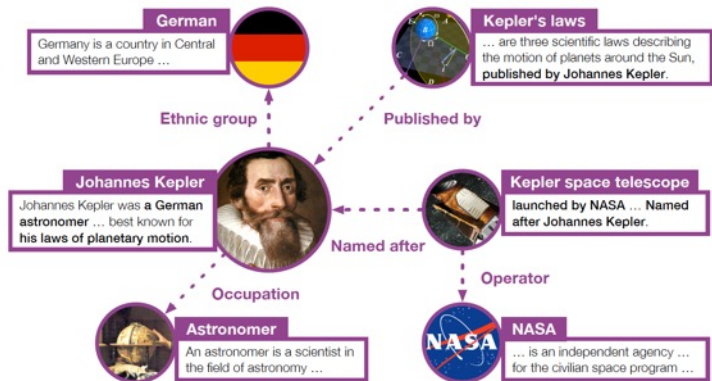 German
Germany is a country in Central
and Western Europe ...
Kepler's laws
... are three scientific laws describing
the motion of planets around the Sun,
published by Johannes Kepler.
Ethnic group
Published by
Johannes Kepler
Johannes Kepler was a German
astronomer ... best known for
his laws of planetary motion.
Kepler space telescope
launched by NASA ... Named
after Johannes Kepler.
Named after
Occupation
Operator
Astronomer
An astronomer is a scientist in
the field of astronomy ...
NASA
NASA
... is an independent agency ...
for the civilian space program ...